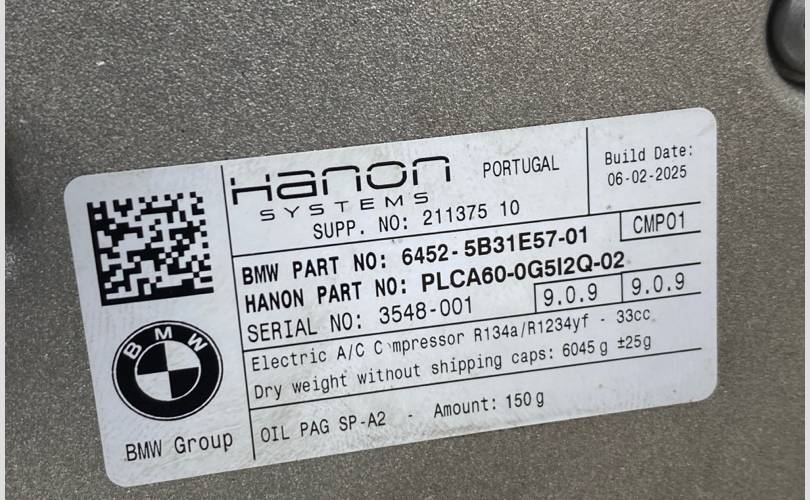 Hanon
SYSTEMS
PORTUGAL
Build Date:
06-02-2025
SUPP. NO: 211375 10
BMW PART NO: 6452-5B31E57-01
CMP01
HANON PART NO: PLCA60-0G5I2Q-02
SERIAL NO: 3548-001
9.0.9
9.0.9
Electric A/C C mpressor R134a/R1234yf - 33cc
Dry weight without shipping caps: 6045g ±25g
OIL PAG SP-A2 - Amount: 150g
BMW
BMW Group